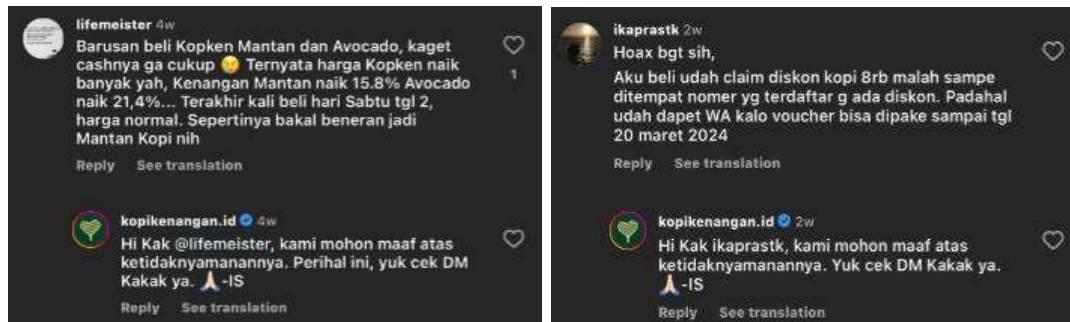 lifemeister 4w
Barusan beli Kopken Mantan dan Avocado, kaget
cashnya ga cukup 🥲 Ternyata harga Kopken naik
banyak yah, Kenangan Mantan naik 15.8% Avocado
naik 21,4%... Terakhir kali beli hari Sabtu tgl 2,
harga normal. Sepertinya bakal beneran jadi
Mantan Kopi nih
1
Reply See translation
kopikenangan.id 4w
Hi Kak @lifemeister, kami mohon maaf atas
ketidaknyamanannya. Perihal ini, yuk cek DM
Kakak ya. 🙏🏻-IS
Reply See translation
ikaprastk 2w
Hoax bgt sih,
Aku beli udah claim diskon kopi 8rb malah sampe
ditempat nomer yg terdaftar g ada diskon. Padahal
udah dapet WA kalo voucher bisa dipake sampai tgl
20 maret 2024
Reply See translation
kopikenangan.id 2w
Hi Kak ikaprastk, kami mohon maaf atas
ketidaknyamanannya. Yuk cek DM Kakak ya.
🙏🏻-IS
Reply See translation